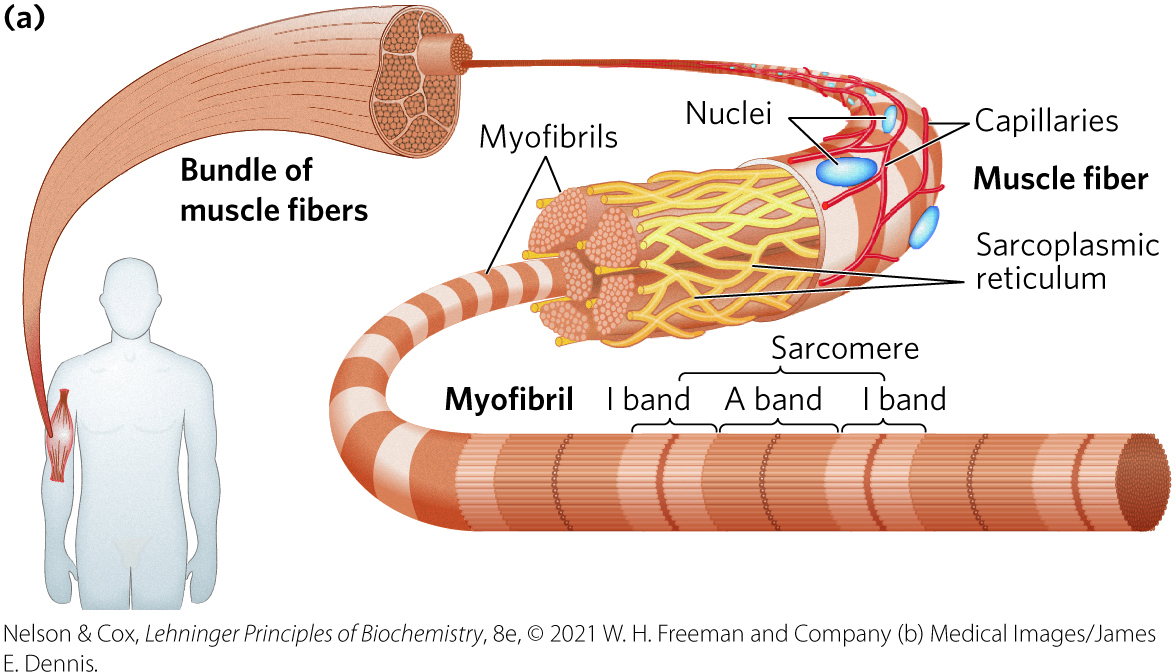 (a)
Bundle of
muscle fibers
Myofibrils
Nuclei
Capillaries
Muscle fiber
Sarcoplasmic
reticulum
Sarcomere
Myofibril
I band
A band
I band
Nelson & Cox, Lehninger Principles of Biochemistry, 8e, © 2021 W. H. Freeman and Company (b) Medical Images/James
E. Dennis.